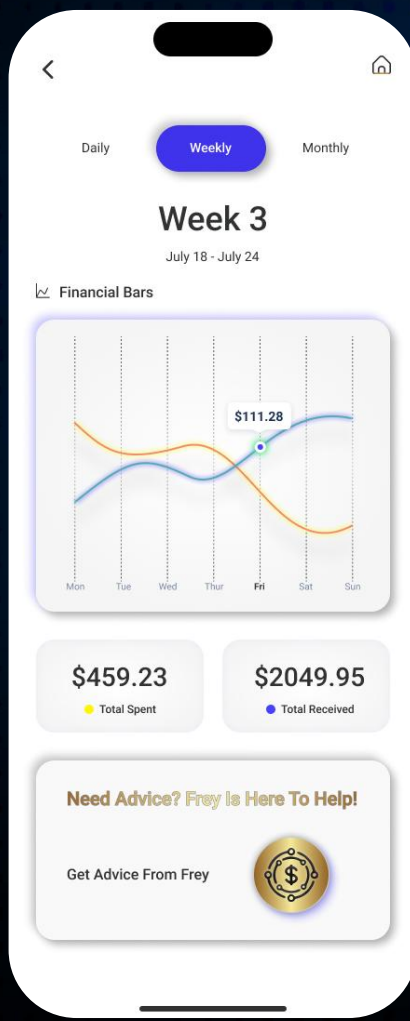 Daily Weekly Monthly
Week 3
July 18 - July 24
Financial Bars
$111.28
Mon Tue Wed Thur Fri Sat Sun
$459.23 $2049.95
Total Spent Total Received
Need Advice? Frey Is Here To Help!
Get Advice From Frey
$